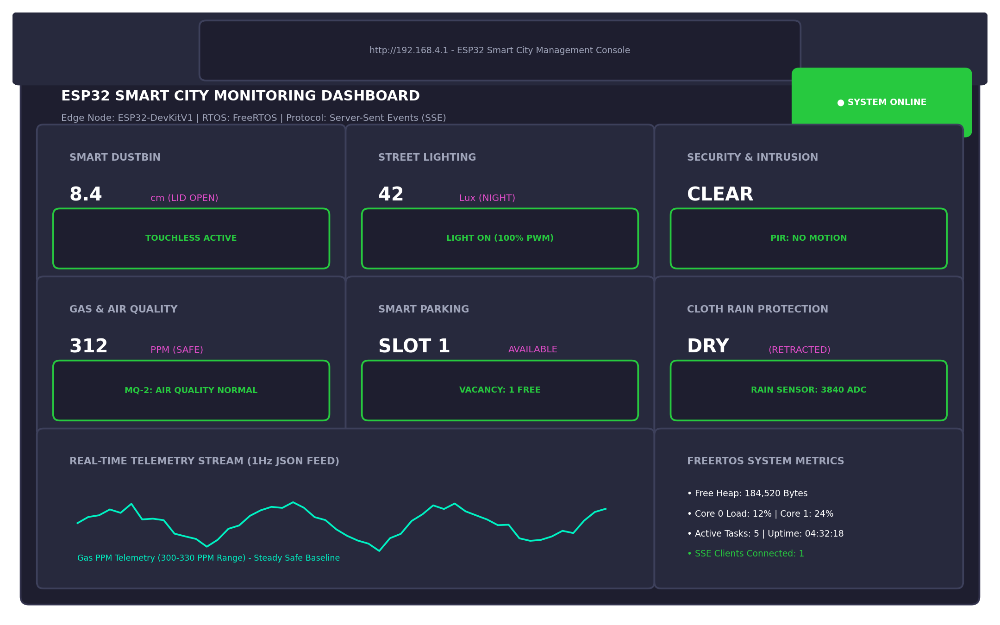 http://192.168.4.1 - ESP32 Smart City Management Console
ESP32 SMART CITY MONITORING DASHBOARD
● SYSTEM ONLINE
Edge Node: ESP32-DevKitV1 | RTOS: FreeRTOS | Protocol: Server-Sent Events (SSE)
SMART DUSTBIN
8.4 cm (LID OPEN)
TOUCHLESS ACTIVE
STREET LIGHTING
42 Lux (NIGHT)
LIGHT ON (100% PWM)
SECURITY & INTRUSION
CLEAR
PIR: NO MOTION
GAS & AIR QUALITY
312 PPM (SAFE)
MQ-2: AIR QUALITY NORMAL
SMART PARKING
SLOT 1 AVAILABLE
VACANCY: 1 FREE
CLOTH RAIN PROTECTION
DRY (RETRACTED)
RAIN SENSOR: 3840 ADC
REAL-TIME TELEMETRY STREAM (1Hz JSON FEED)
Gas PPM Telemetry (300-330 PPM Range) - Steady Safe Baseline
FREERTOS SYSTEM METRICS
• Free Heap: 184,520 Bytes
• Core 0 Load: 12% | Core 1: 24%
• Active Tasks: 5 | Uptime: 04:32:18
• SSE Clients Connected: 1